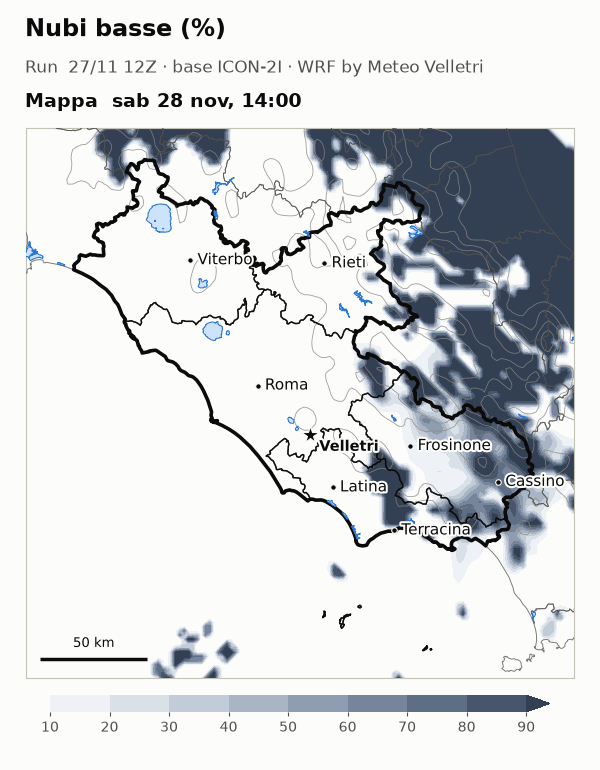 Nubi basse (%)
Run  27/11 12Z · base ICON-2I · WRF by Meteo Velletri
Mappa  sab 28 nov, 14:00
Viterbo
Rieti
Roma
Velletri
Frosinone
Latina
Cassino
Terracina
50 km
10 20 30 40 50 60 70 80 90